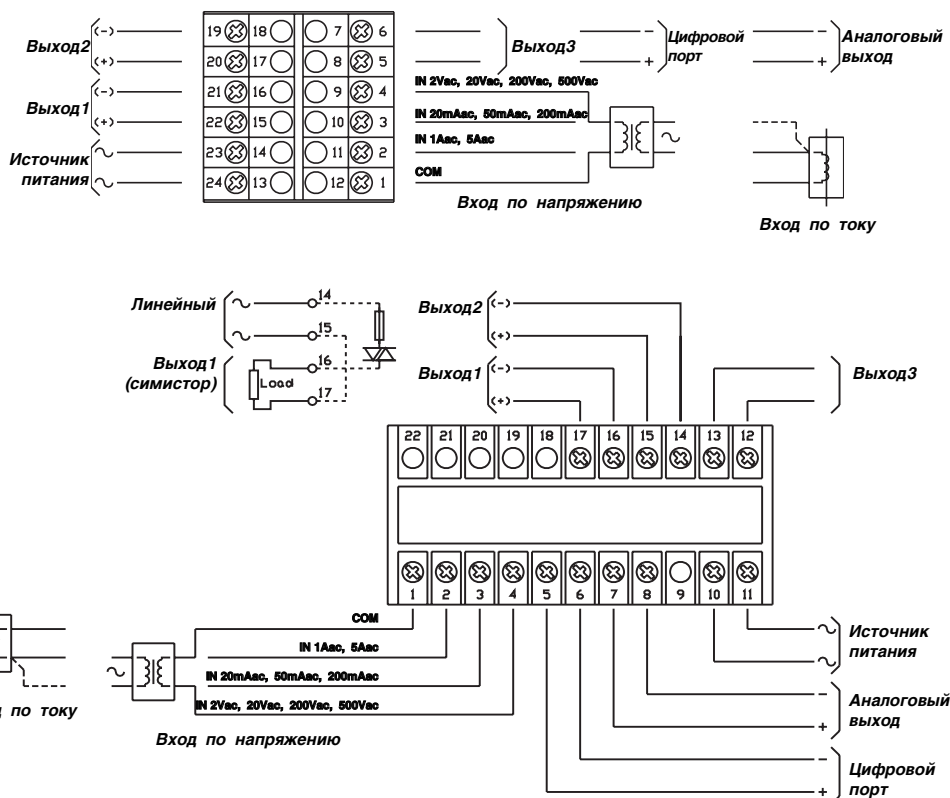 Выход2
(-)
(+)
Выход1
(-)
(+)
Источник
питания
19 18 7 6
20 17 8 5
21 16 9 4
22 15 10 3
23 14 11 2
24 13 12 1
Выход3
-
+
Цифровой
порт
-
+
Аналоговый
выход
IN 2Vac, 20Vac, 200Vac, 500Vac
IN 20mAac, 50mAac, 200mAac
IN 1Aac, 5Aac
COM
Вход по напряжению
Вход по току
Линейный
14
15
Выход1
(симистор)
Load
16
17
Выход2
(-)
(+)
Выход1
(-)
(+)
Выход3
22 21 20 19 18 17 16 15 14 13 12
1 2 3 4 5 6 7 8 9 10 11
COM
IN 1Aac, 5Aac
IN 20mAac, 50mAac, 200mAac
IN 2Vac, 20Vac, 200Vac, 500Vac
по току
Вход по напряжению
Источник
питания
-
+
Аналоговый
выход
-
+
Цифровой
порт